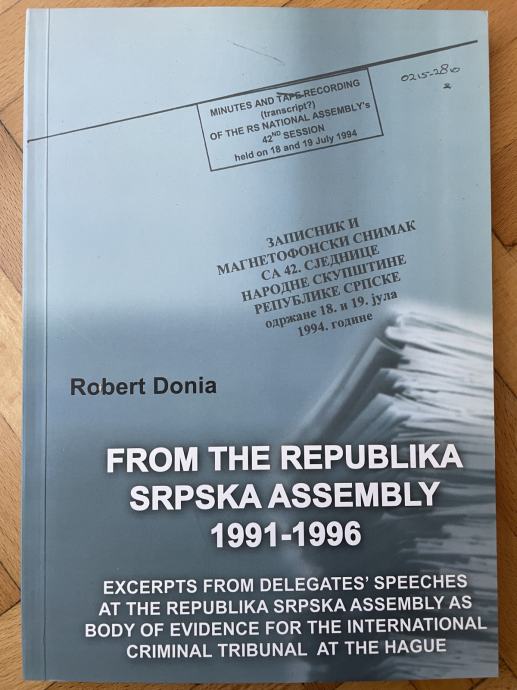 0215-2810
MINUTES AND TAPE RECORDING
(transcript?)
OF THE RS NATIONAL ASSEMBLY's
42ND SESSION
held on 18 and 19 July 1994
ЗАПИСНИК И
МАГНЕТОФОНСКИ СНИМАК
СА 42. СЈЕДНИЦЕ
НАРОДНЕ СКУПШТИНЕ
РЕПУБЛИКЕ СРПСКЕ
одржане 18. и 19. јула
1994. године
Robert Donia
FROM THE REPUBLIKA
SRPSKA ASSEMBLY
1991-1996
EXCERPTS FROM DELEGATES' SPEECHES
AT THE REPUBLIKA SRPSKA ASSEMBLY AS
BODY OF EVIDENCE FOR THE INTERNATIONAL
CRIMINAL TRIBUNAL AT THE HAGUE